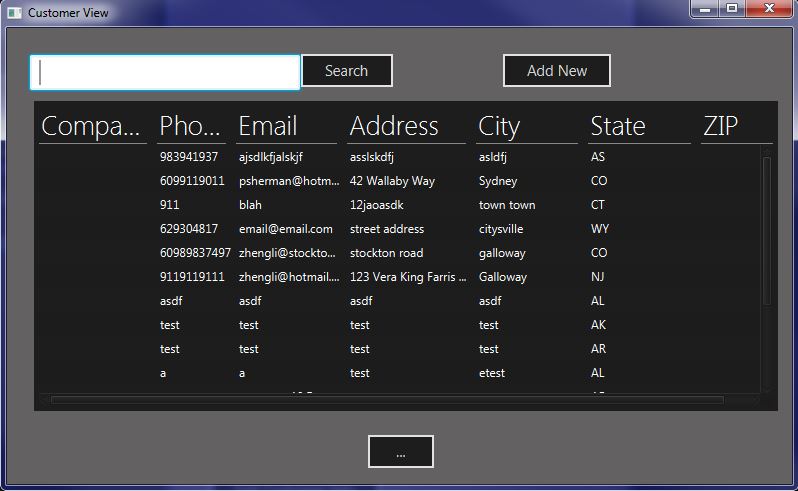 Customer View
Search Add New
Compa... Pho... Email Address City State ZIP
983941937 ajsdlkfjalskjf asslskdfj asldfj AS
6099119011 psherman@hotm... 42 Wallaby Way Sydney CO
911 blah 12jaoasdk town town CT
629304817 email@email.com street address citysville WY
60989837497 zhengli@stockto... stockton road galloway CO
9119119111 zhengli@hotmail.... 123 Vera King Farris ... Galloway NJ
asdf asdf asdf asdf AL
test test test test AK
test test test test AR
a a test etest AL
...